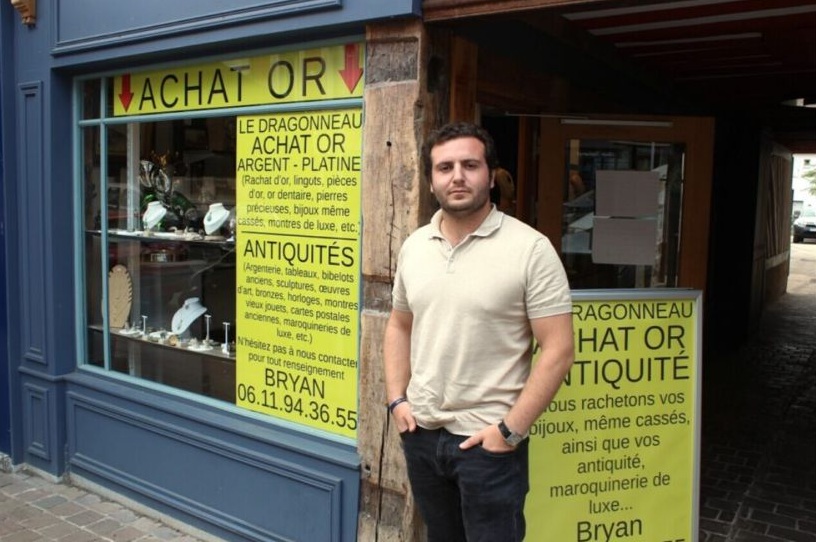 ACHAT OR
LE DRAGONNEAU
ACHAT OR
ARGENT - PLATINE
(Rachat d'or, lingots, pièces
d'or, or dentaire, pierres
précieuses, bijoux même
cassés, montres de luxe, etc.)
ANTIQUITÉS
(Argenterie, tableaux, bibelots
anciens, sculptures, œuvres
d'art, bronzes, horloges, montres
vieux jouets, cartes postales
anciennes, maroquineries de
luxe, etc.)
N'hésitez pas à nous contacter
pour tout renseignement
BRYAN
06.11.94.36.55
DRAGONNEAU
HAT OR
NTIQUITÉ
ous rachetons vos
bijoux, même cassés,
ainsi que vos
antiquité,
maroquinerie de
luxe...
Bryan